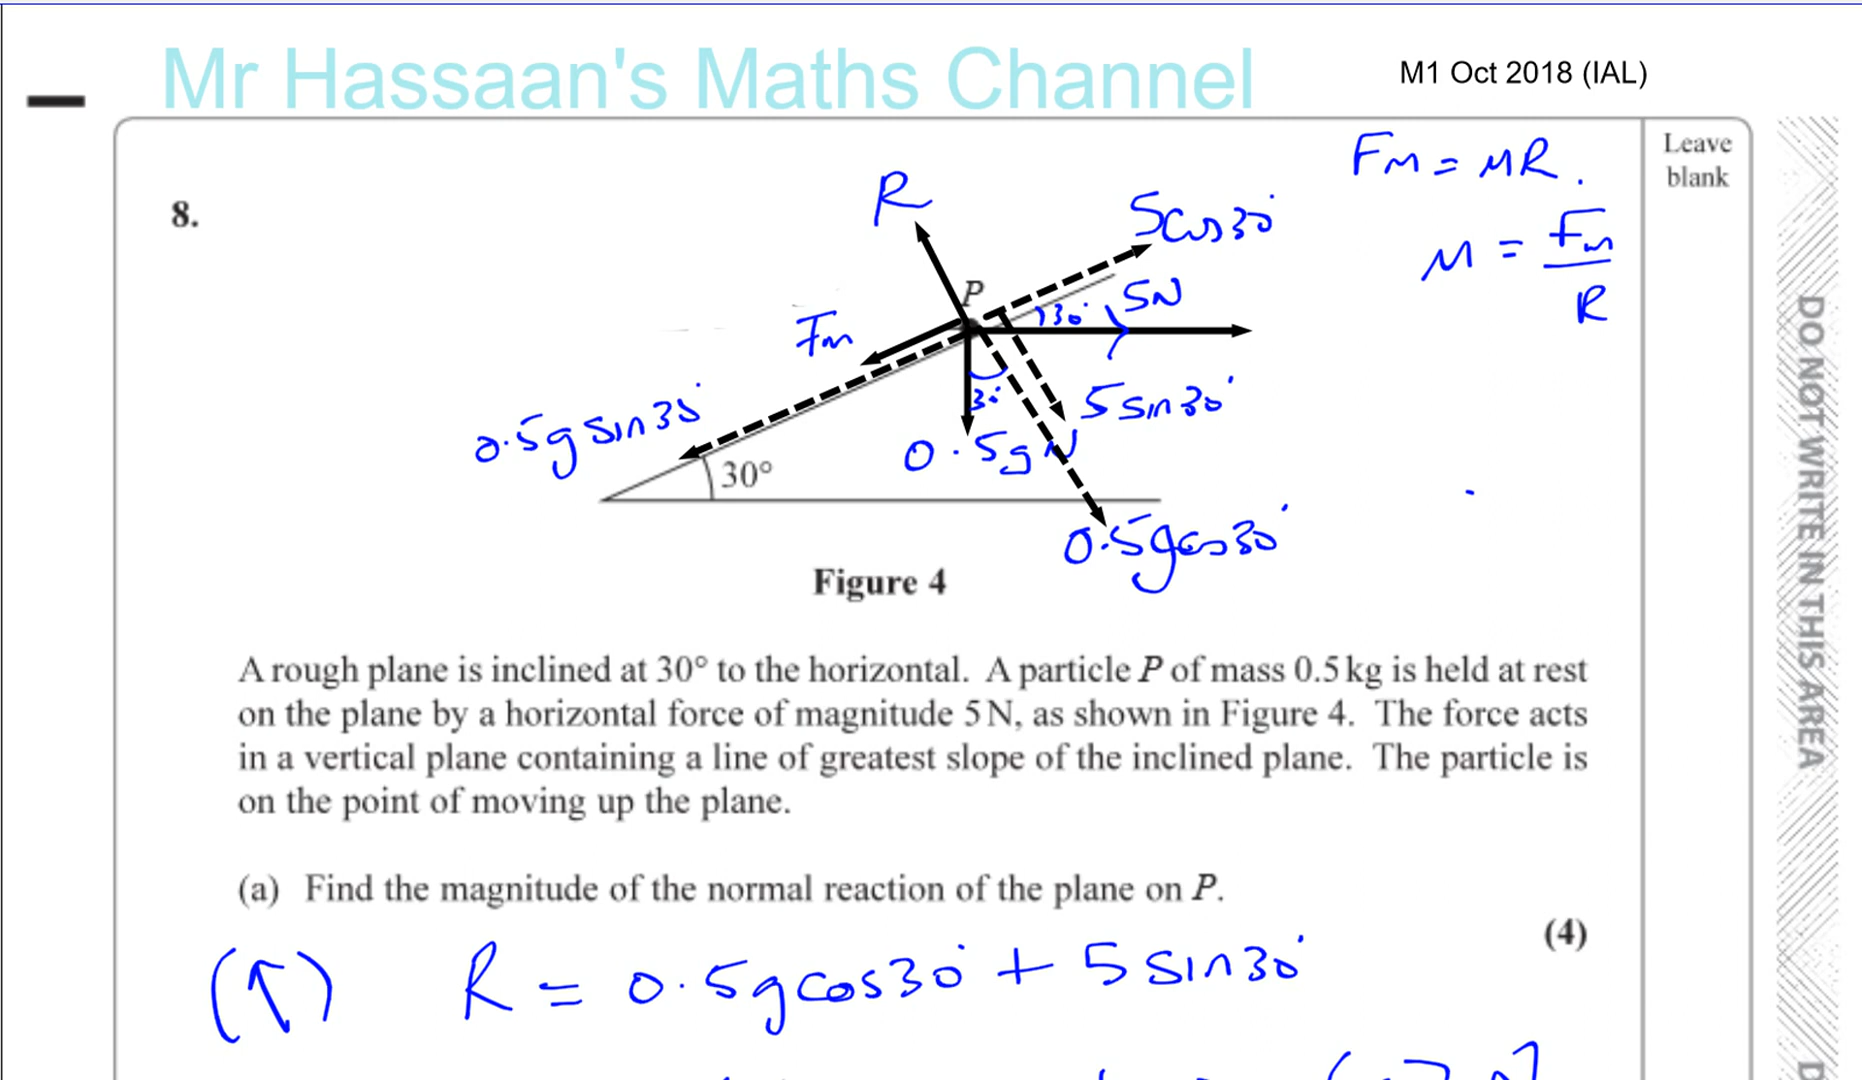 Mr Hassaan's Maths Channel
M1 Oct 2018 (IAL)
Leave
blank
8.
R
5cos30°
FM = μR.
μ = FM
R
P
5N
30°
FM
30°
5sin30°
0.5gsin30°
0.5gN
30°
0.5gcos30°
Figure 4
A rough plane is inclined at 30° to the horizontal. A particle P of mass 0.5 kg is held at rest
on the plane by a horizontal force of magnitude 5 N, as shown in Figure 4. The force acts
in a vertical plane containing a line of greatest slope of the inclined plane. The particle is
on the point of moving up the plane.
(a) Find the magnitude of the normal reaction of the plane on P.
(4)
(↑) R = 0.5gcos30° + 5sin30°
DO NOT WRITE IN THIS AREA
D